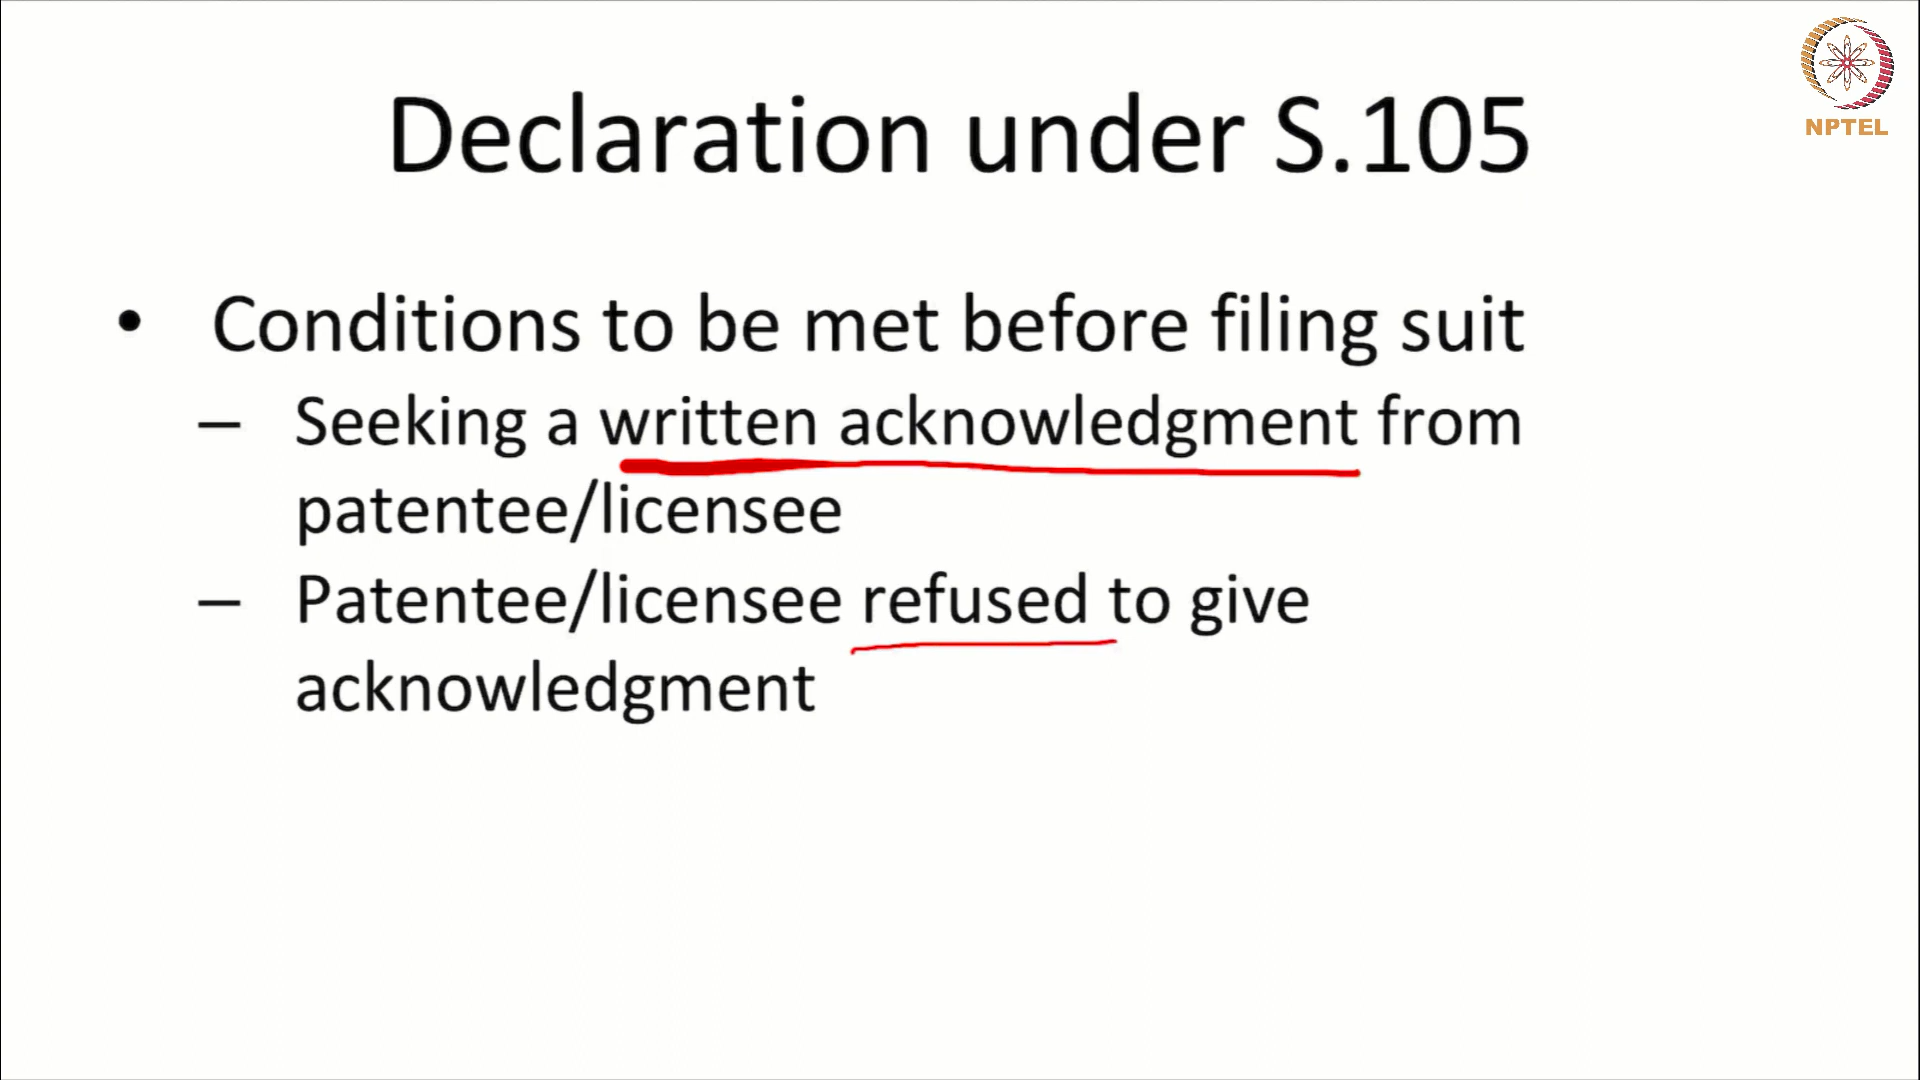 NPTEL
Declaration under S.105
• Conditions to be met before filing suit
– Seeking a written acknowledgment from
patentee/licensee
– Patentee/licensee refused to give
acknowledgment